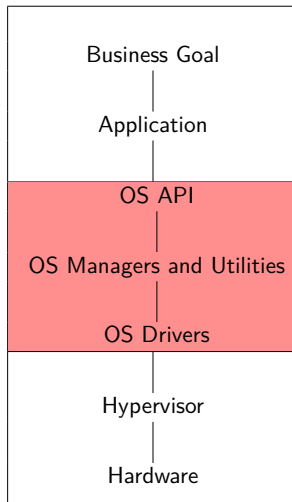 Business Goal
Application
OS API
OS Managers and Utilities
OS Drivers
Hypervisor
Hardware